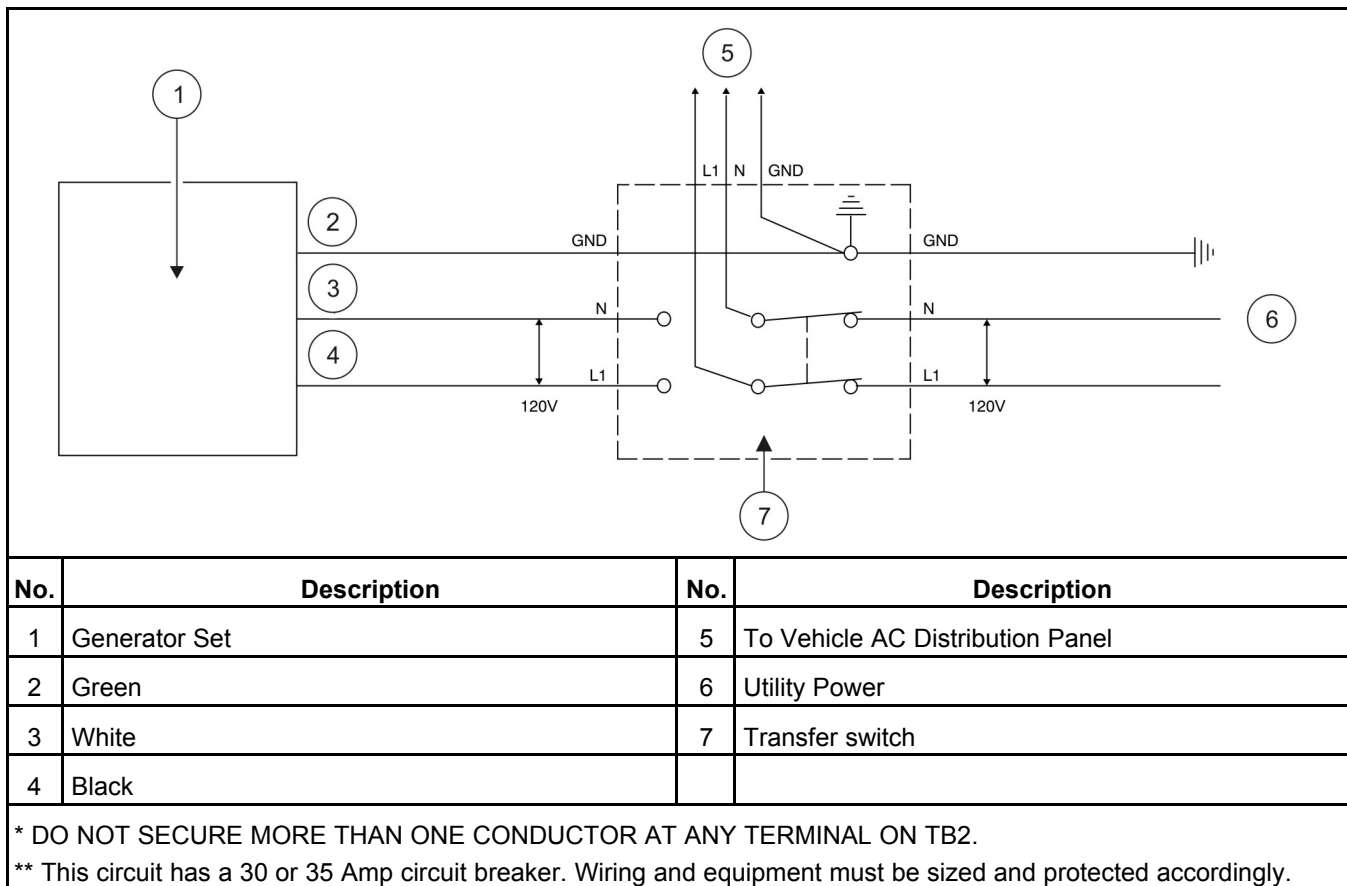 5
1
L1 N GND
2
GND
GND
3
N
N
6
4
L1
L1
120V
120V
7
No. Description No. Description
1 Generator Set 5 To Vehicle AC Distribution Panel
2 Green 6 Utility Power
3 White 7 Transfer switch
4 Black
* DO NOT SECURE MORE THAN ONE CONDUCTOR AT ANY TERMINAL ON TB2.
** This circuit has a 30 or 35 Amp circuit breaker. Wiring and equipment must be sized and protected accordingly.